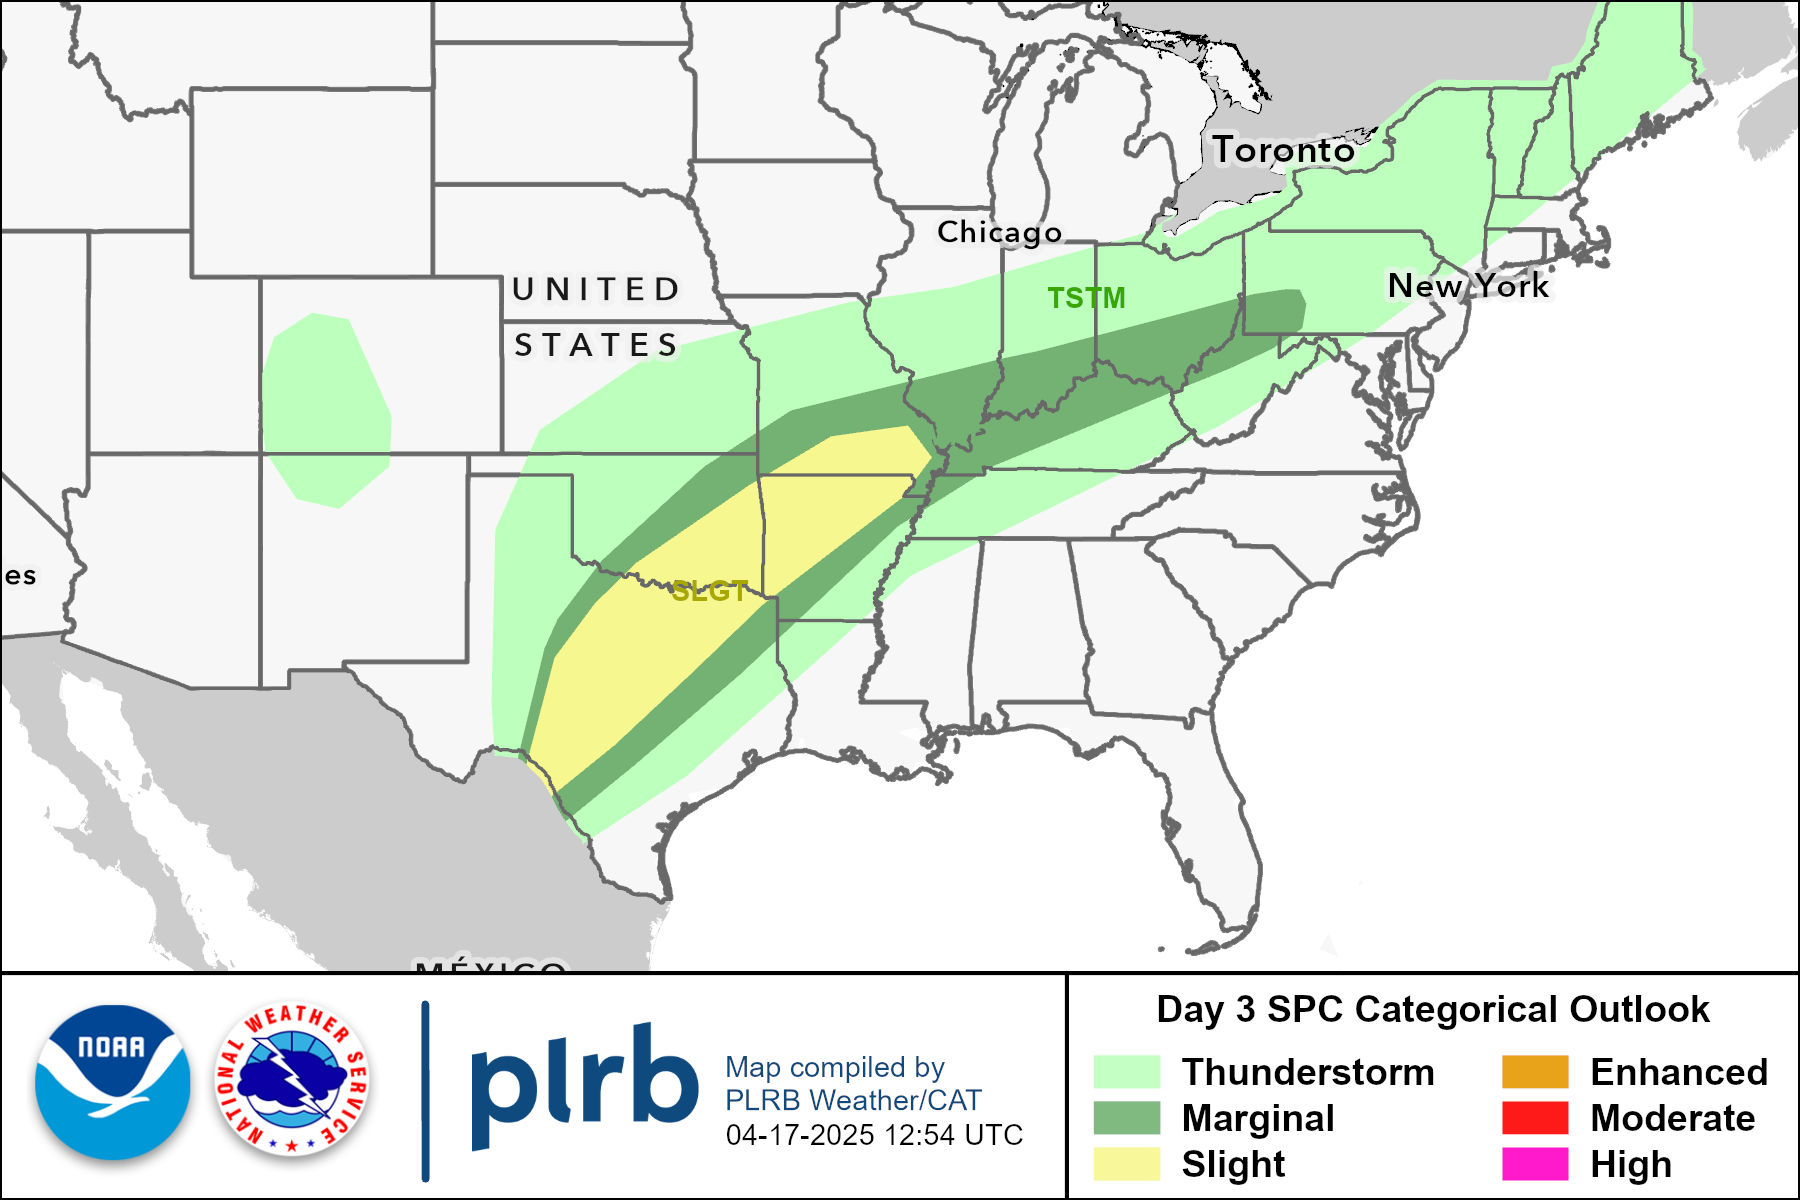 Toronto
Chicago
TSTM
New York
UNITED
STATES
es
SLGT
MÉXICO
NOAA
NATIONAL WEATHER SERVICE
plrb
Map compiled by
PLRB Weather/CAT
04-17-2025 12:54 UTC
Day 3 SPC Categorical Outlook
Thunderstorm
Marginal
Slight
Enhanced
Moderate
High